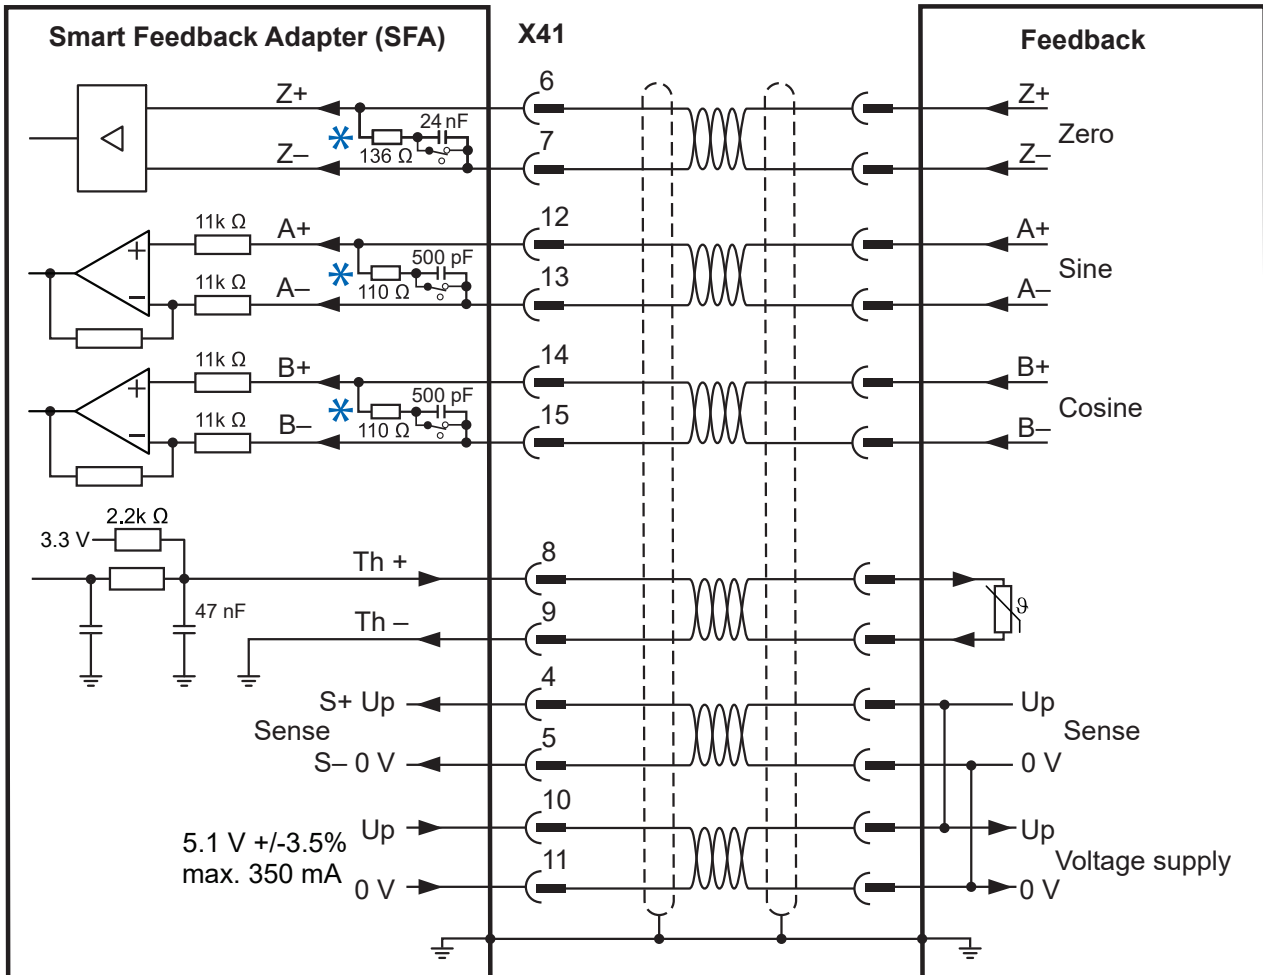 Smart Feedback Adapter (SFA)
X41
Feedback
Z+
24 nF
136 Ω
Z–
6
7
Z+
Zero
Z–
11k Ω
A+
500 pF
+
11k Ω
A–
110 Ω
–
12
13
A+
Sine
A–
11k Ω
B+
500 pF
+
11k Ω
B–
110 Ω
–
14
15
B+
Cosine
B–
2.2k Ω
3.3 V
47 nF
Th +
Th –
8
9
ϑ
S+ Up
Sense
S– 0 V
4
5
Up
Sense
0 V
5.1 V +/-3.5%
max. 350 mA
Up
0 V
10
11
Up
Voltage supply
0 V